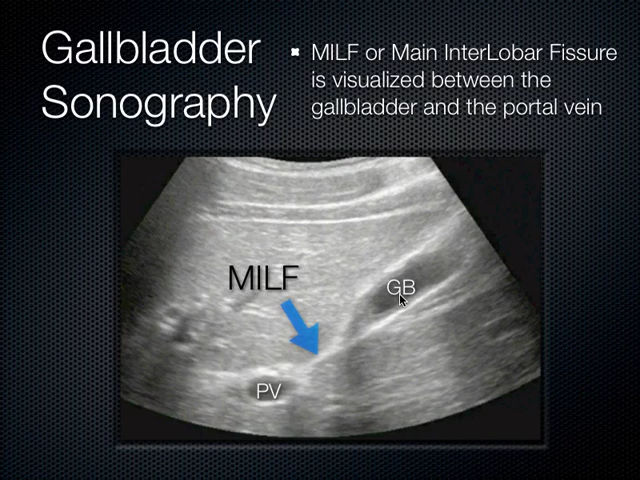 Gallbladder
Sonography
MILF or Main InterLobar Fissure
is visualized between the
gallbladder and the portal vein
MILF
GB
PV